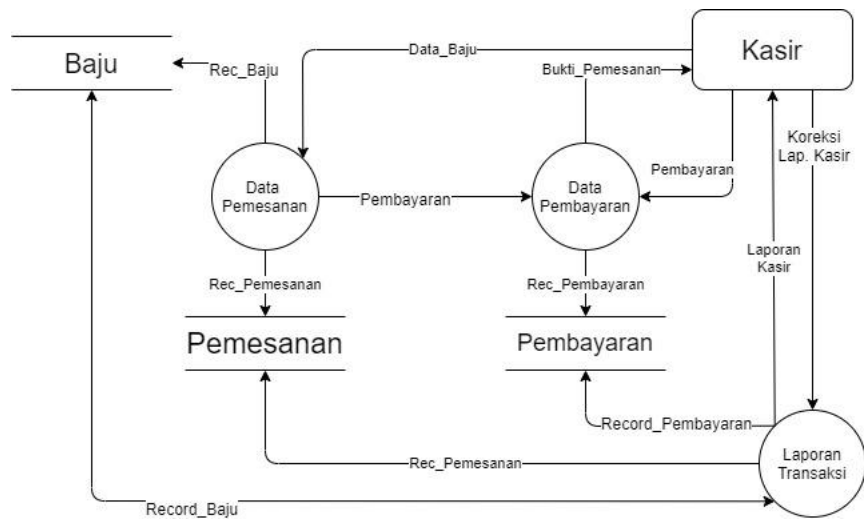 Baju
Rec_Baju
Data_Baju
Kasir
Bukti_Pemesanan
Koreksi
Lap. Kasir
Data
Pemesanan
Pembayaran
Data
Pembayaran
Pembayaran
Laporan
Kasir
Rec_Pemesanan
Rec_Pembayaran
Pemesanan
Pembayaran
Record_Pembayaran
Rec_Pemesanan
Laporan
Transaksi
Record_Baju